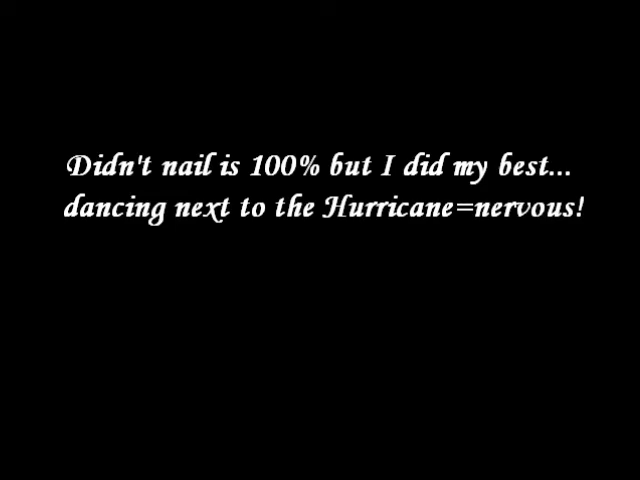 Didn't nail is 100% but I did my best...
dancing next to the Hurricane=nervous!